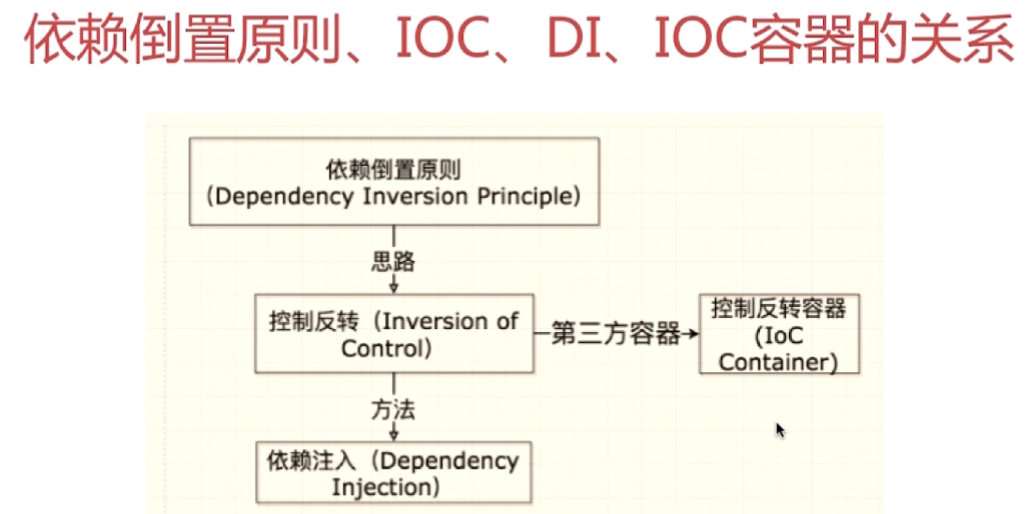 依赖倒置原则、IOC、DI、IOC容器的关系
依赖倒置原则
(Dependency Inversion Principle)
思路
控制反转（Inversion of
Control)
第三方容器
控制反转容器
(IoC
Container)
方法
依赖注入（Dependency
Injection)